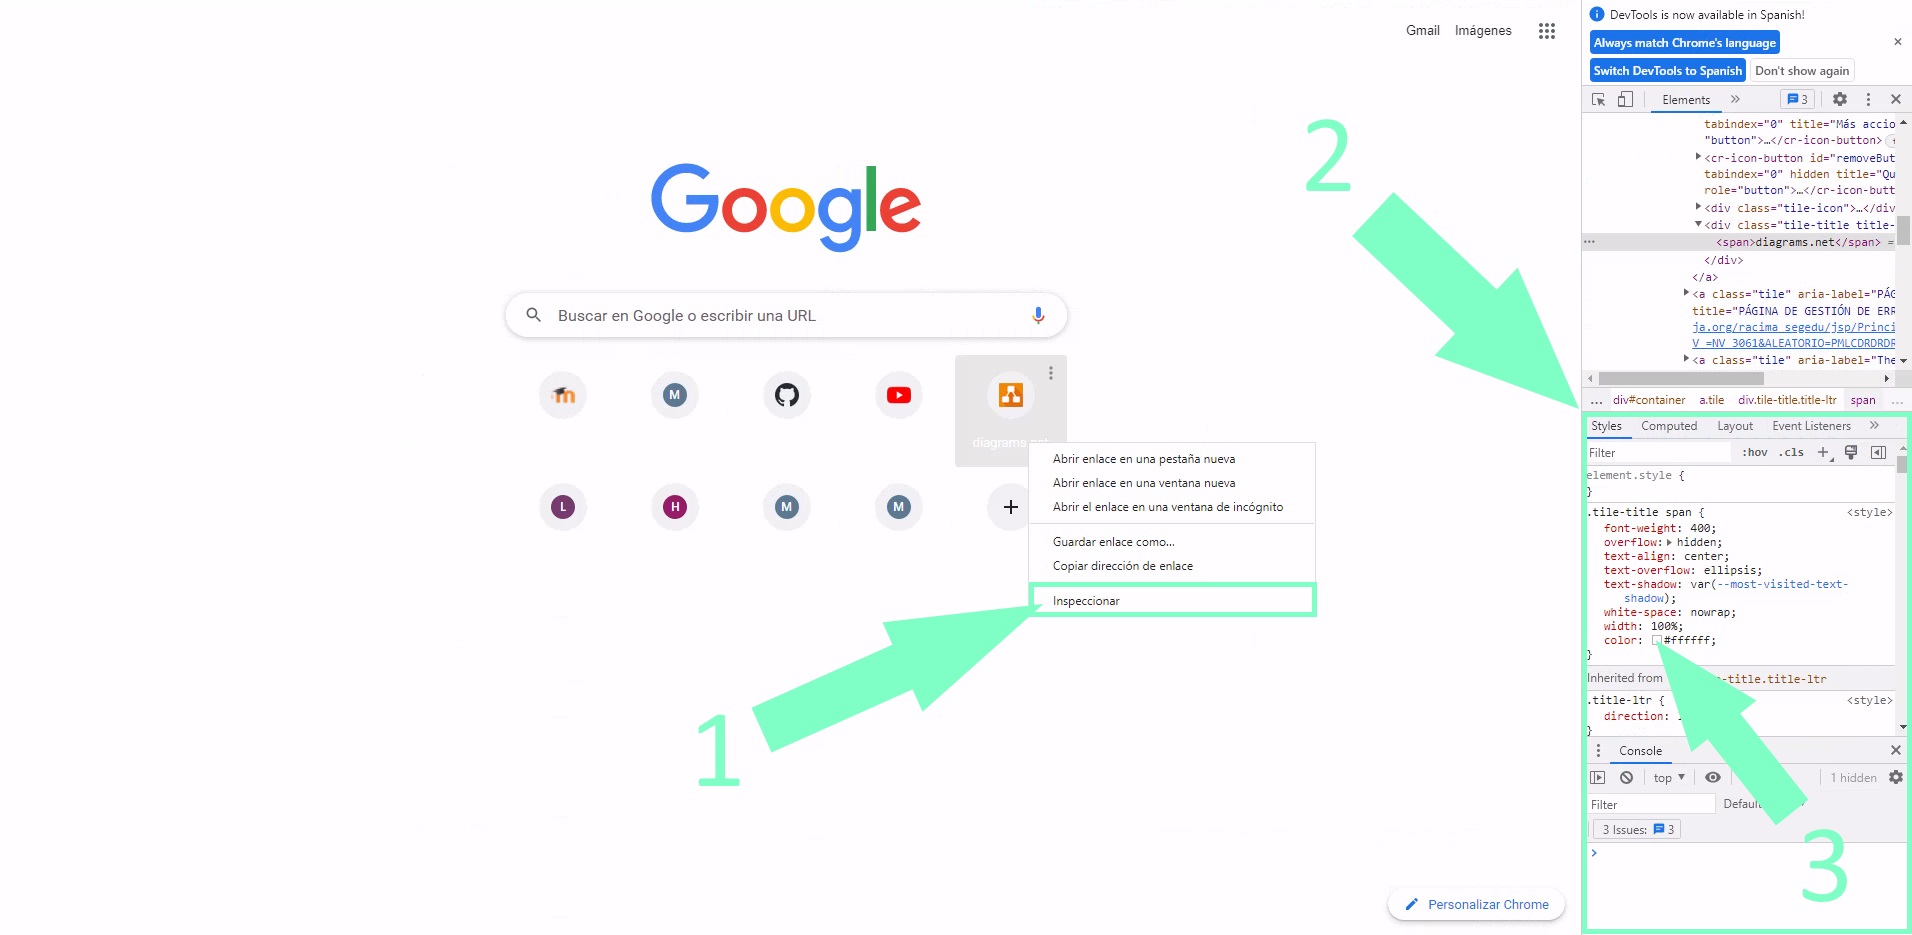 Gmail Imágenes
Google
Buscar en Google o escribir una URL
M
diagrams.net
L
H
M
M
Abrir enlace en una pestaña nueva
Abrir enlace en una ventana nueva
Abrir el enlace en una ventana de incógnito
Guardar enlace como...
Copiar dirección de enlace
Inspeccionar
1
2
Personalizar Chrome
DevTools is now available in Spanish!
Always match Chrome's language
Switch DevTools to Spanish Don't show again
Elements 3
tabindex="0" title="Más accio
"button">…</cr-icon-button>
<cr-icon-button id="removeBut
tabindex="0" hidden title="Qu
role="button">…</cr-icon-butt
<div class="tile-icon">…</div
<div class="tile-title title-
<span>diagrams.net</span> =
</div>
</a>
<a class="tile" aria-label="PÁG
title="PÁGINA DE GESTIÓN DE ERR
ja.org/racima_segedu/jsp/Princi
V_=NV_3061&ALEATORIO=PMLCDRDRDR
<a class="tile" aria-label="The
... div#container a.tile div.tile-title.title-ltr span ...
Styles Computed Layout Event Listeners
Filter :hov .cls
element.style {
}
.tile-title span { <style>
font-weight: 400;
overflow: hidden;
text-align: center;
text-overflow: ellipsis;
text-shadow: var(--most-visited-text-
shadow);
white-space: nowrap;
width: 100%;
color: #ffffff;
}
Inherited from -title.title-ltr
.title-ltr { <style>
direction:
}
Console
top 1 hidden
Filter Defau
3 Issues: 3
3